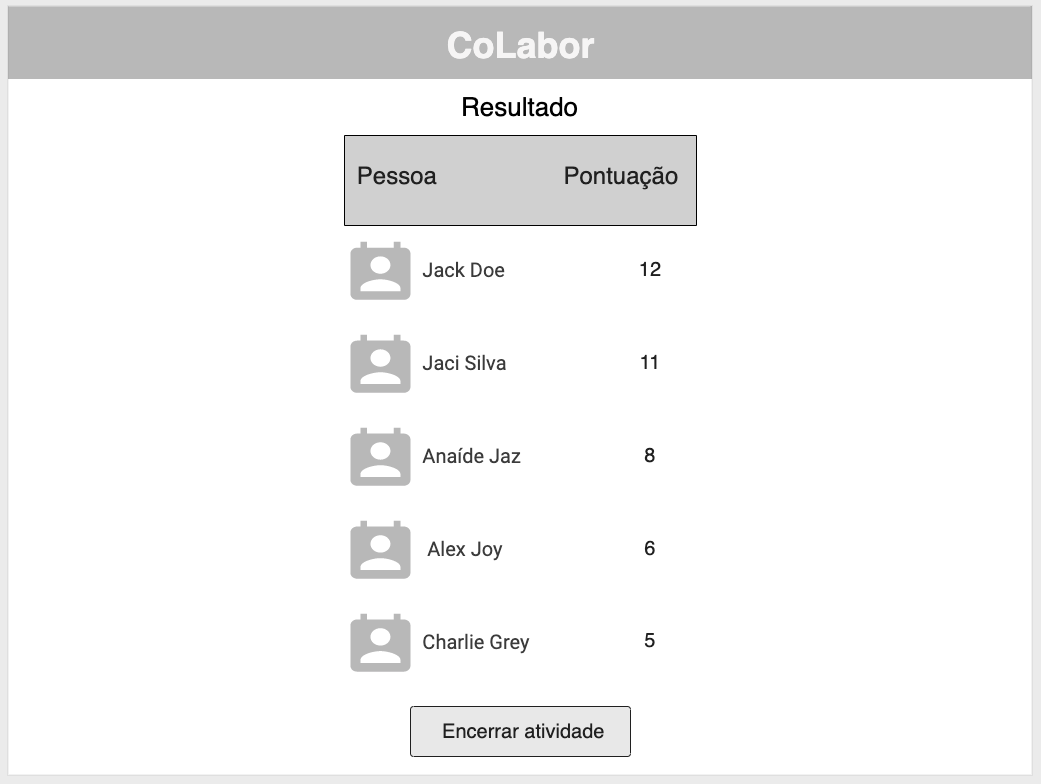 CoLabor
Resultado
Pessoa Pontuação
Jack Doe 12
Jaci Silva 11
Anaíde Jaz 8
Alex Joy 6
Charlie Grey 5
Encerrar atividade